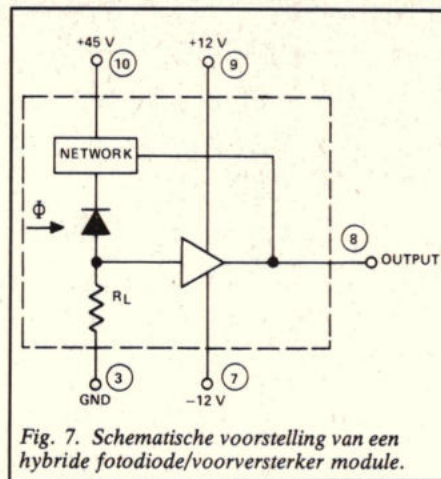 +45 V
10
+12 V
9
NETWORK
Φ
8
OUTPUT
RL
3
GND
7
−12 V
Fig. 7. Schematische voorstelling van een
hybride fotodiode/voorversterker module.